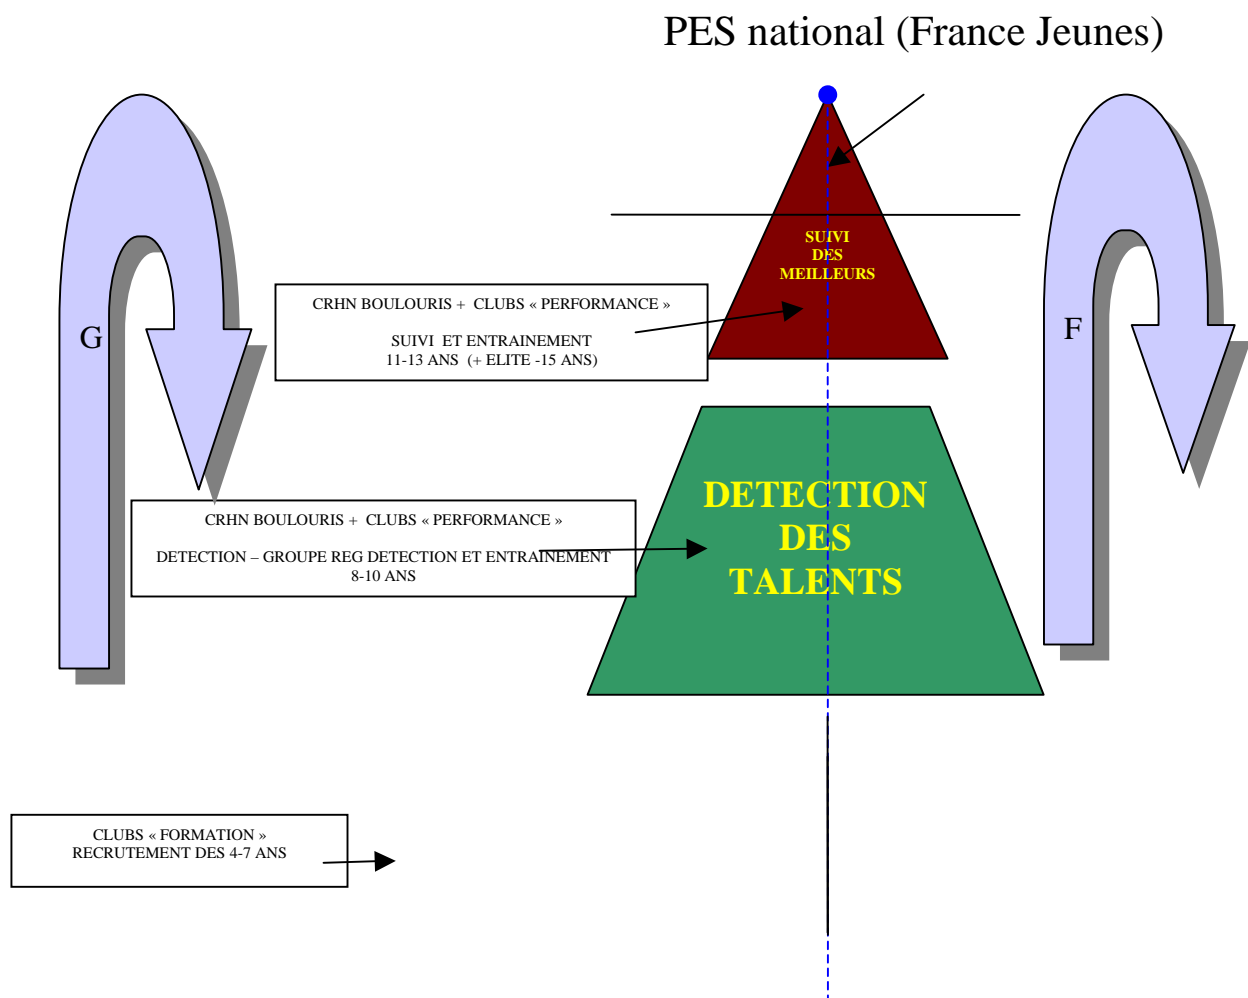 PES national (France Jeunes)
SUIVI
DES
MEILLEURS
CRHN BOULOURIS + CLUBS « PERFORMANCE »
SUIVI ET ENTRAINEMENT
11-13 ANS (+ ELITE -15 ANS)
G
F
DETECTION
DES
TALENTS
CRHN BOULOURIS + CLUBS « PERFORMANCE »
DETECTION – GROUPE REG DETECTION ET ENTRAINEMENT
8-10 ANS
CLUBS « FORMATION »
RECRUTEMENT DES 4-7 ANS